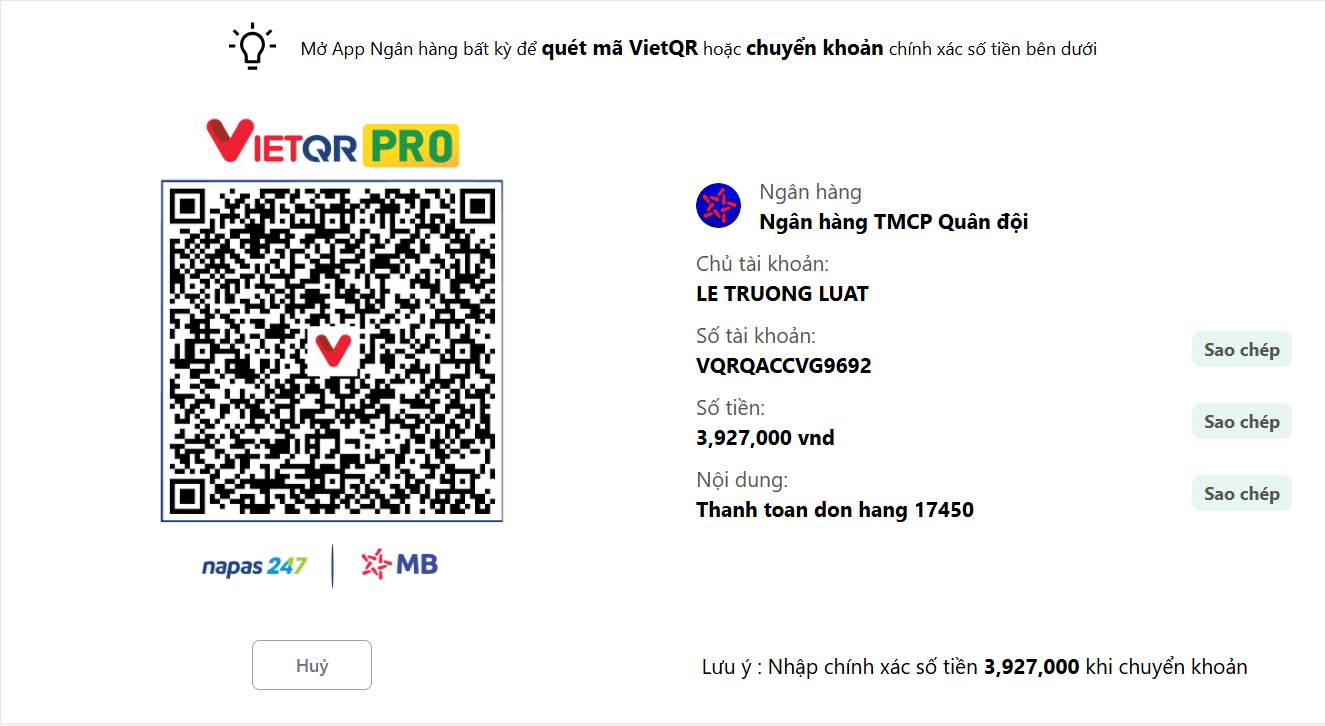 Mở App Ngân hàng bất kỳ để quét mã VietQR hoặc chuyển khoản chính xác số tiền bên dưới
VIETQR PRO
Ngân hàng
Ngân hàng TMCP Quân đội
Chủ tài khoản:
LE TRUONG LUAT
Số tài khoản:
VQRQACCVG9692
Sao chép
Số tiền:
3,927,000 vnd
Sao chép
Nội dung:
Thanh toan don hang 17450
Sao chép
napas 247
MB
Huỷ
Lưu ý : Nhập chính xác số tiền 3,927,000 khi chuyển khoản